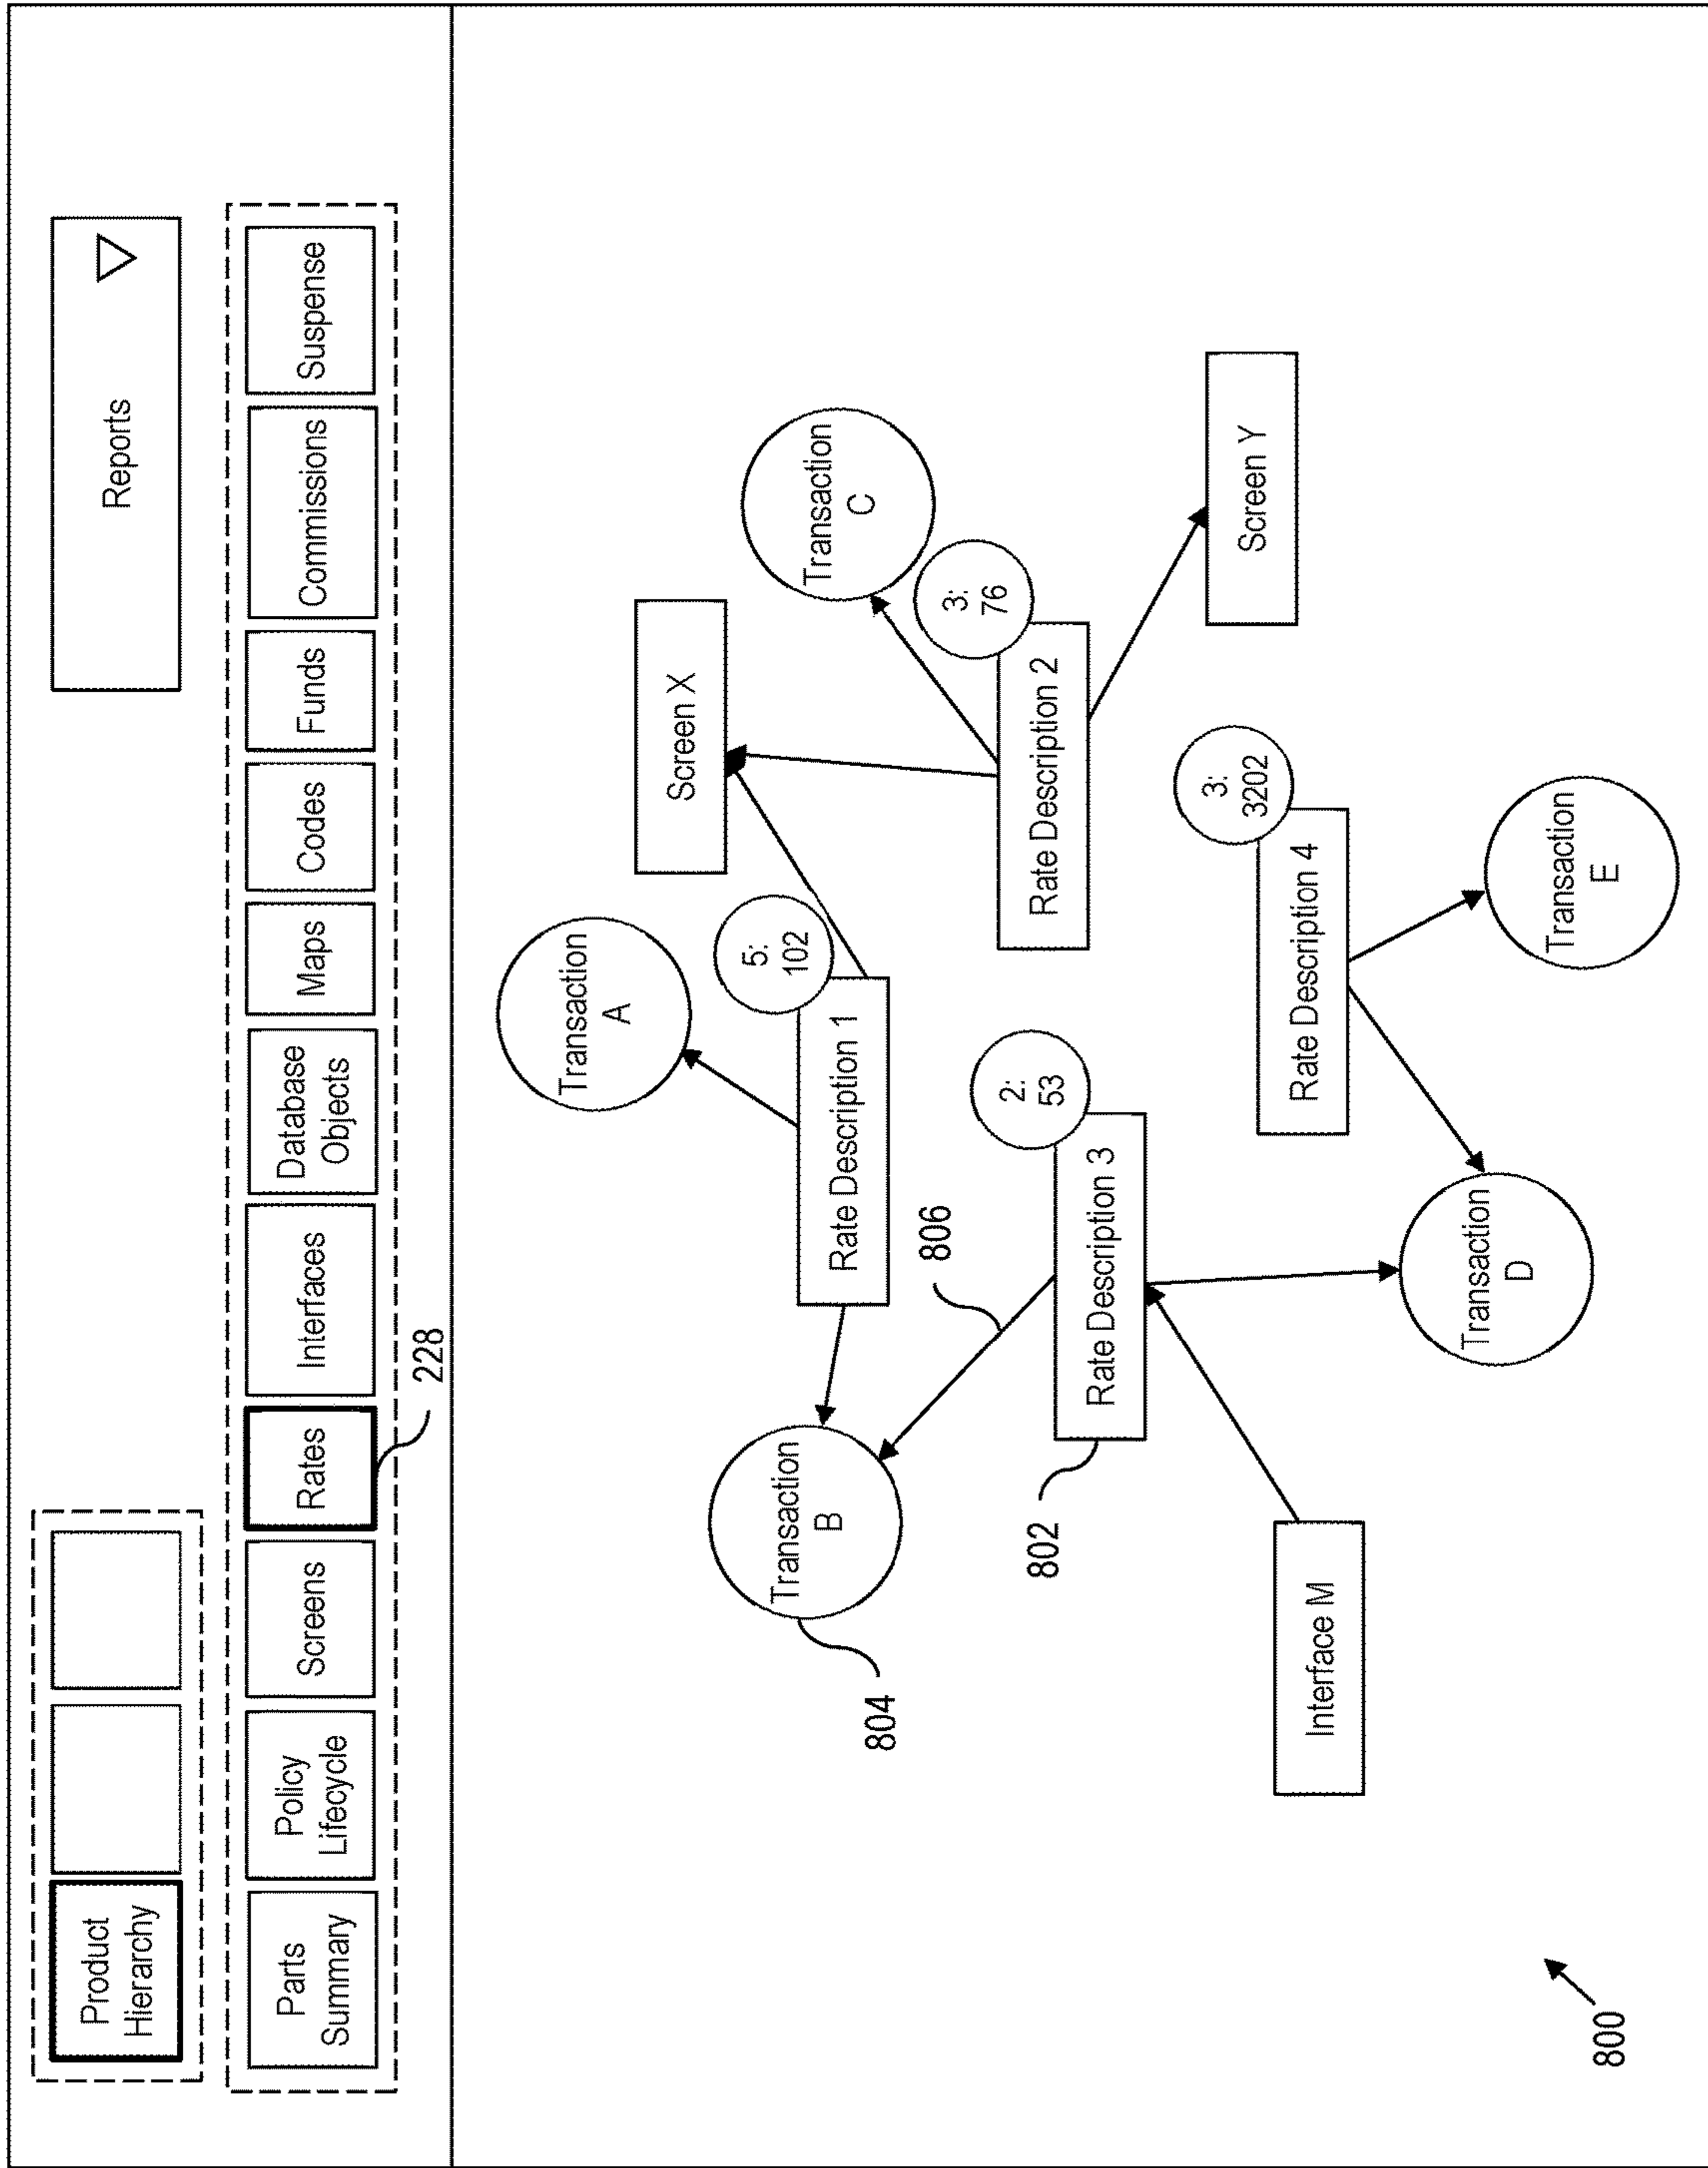 Product
Hierarchy
Reports
Parts
Summary
Policy
Lifecycle
Screens
Rates
Interfaces
Database
Objects
Maps
Codes
Funds
Commissions
Suspense
228
Transaction
A
Screen X
5:
102
Transaction
C
Transaction
B
804
Rate Description 1
806
3:
76
Rate Description 2
2:
53
Rate Description 3
802
Screen Y
3:
3202
Rate Description 4
Interface M
Transaction
D
Transaction
E
800